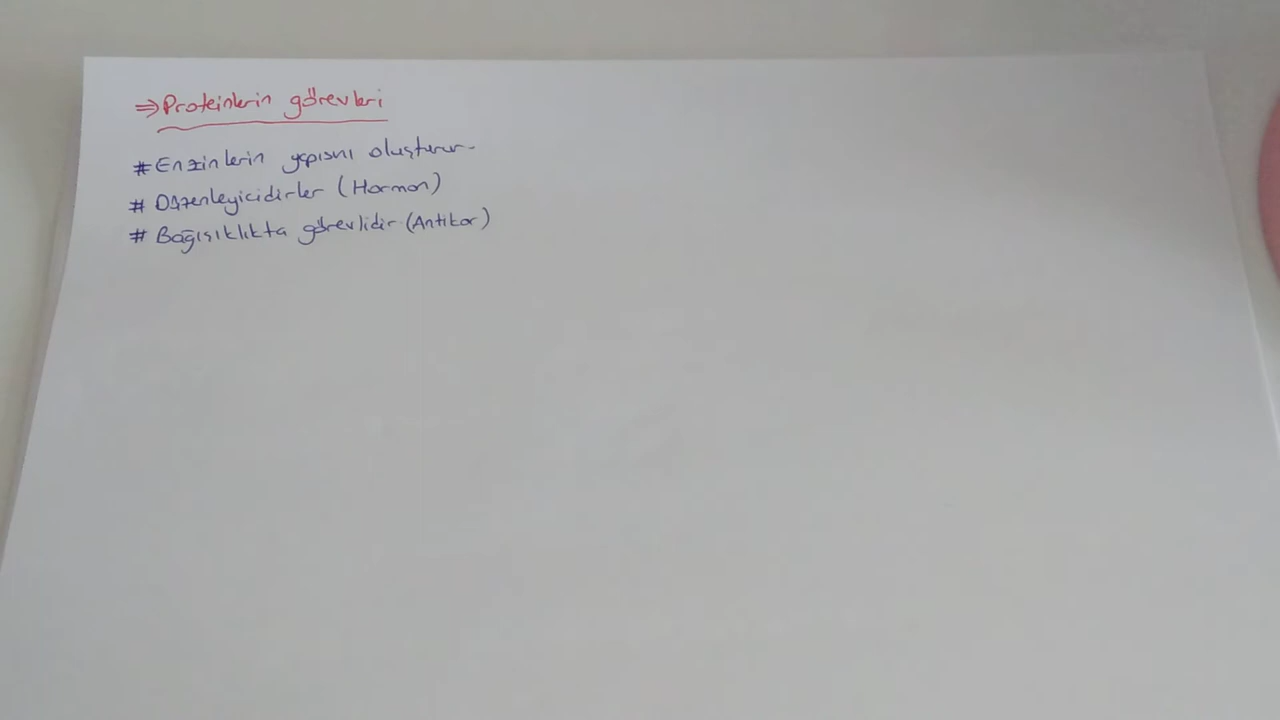 ⇒Proteinlerin görevleri
#Enzimlerin yapısını oluşturur.
# Düzenleyicidirler (Hormon)
# Bağışıklıkta görevlidir (Antikor)